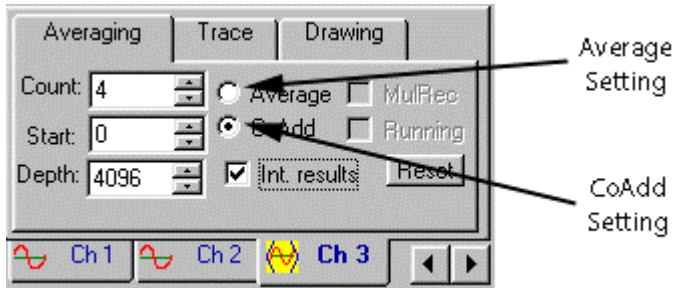 Averaging Trace Drawing
Count: 4 Average MulRec
Start: 0 CoAdd Running
Depth: 4096 Int. results Reset
Ch 1 Ch 2 Ch 3
Average
Setting
CoAdd
Setting